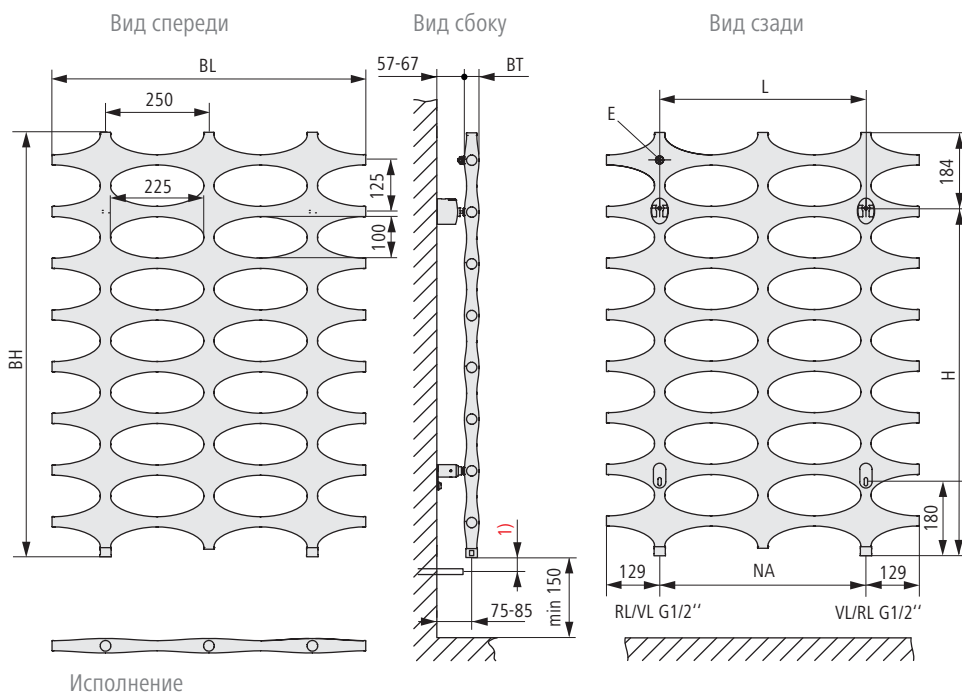 Вид спереди
Вид сбоку
Вид сзади
BL
250
225
125
100
BH
57-67
BT
1)
min 150
75-85
L
E
184
H
180
129
NA
129
RL/VL G1/2‘‘
VL/RL G1/2‘‘
Исполнение